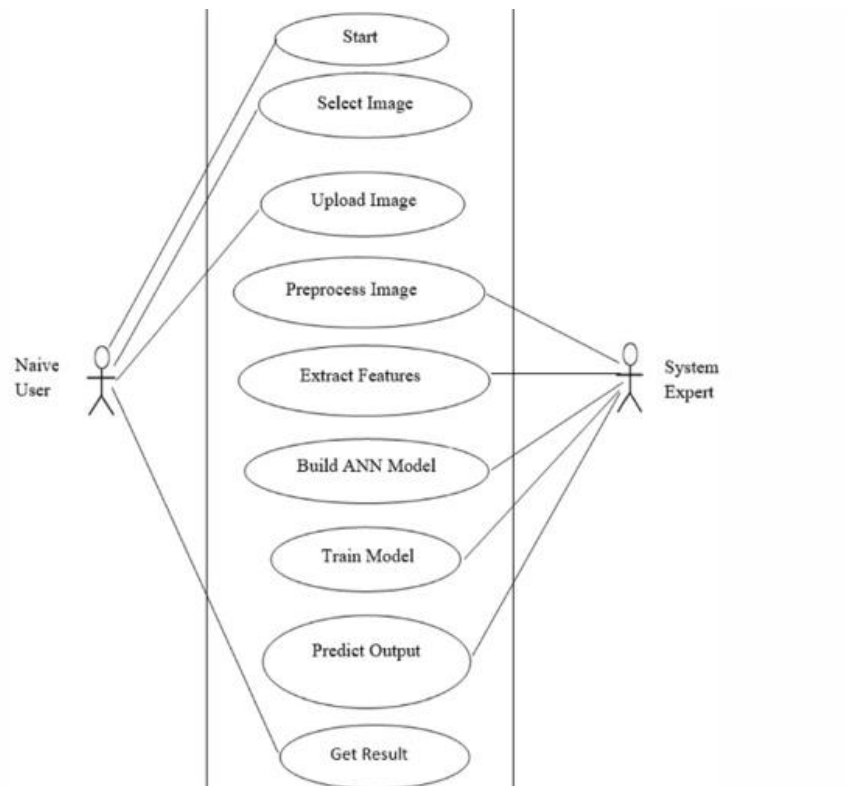 Start
Select Image
Upload Image
Preprocess Image
Naive
User
Extract Features
System
Expert
Build ANN Model
Train Model
Predict Output
Get Result